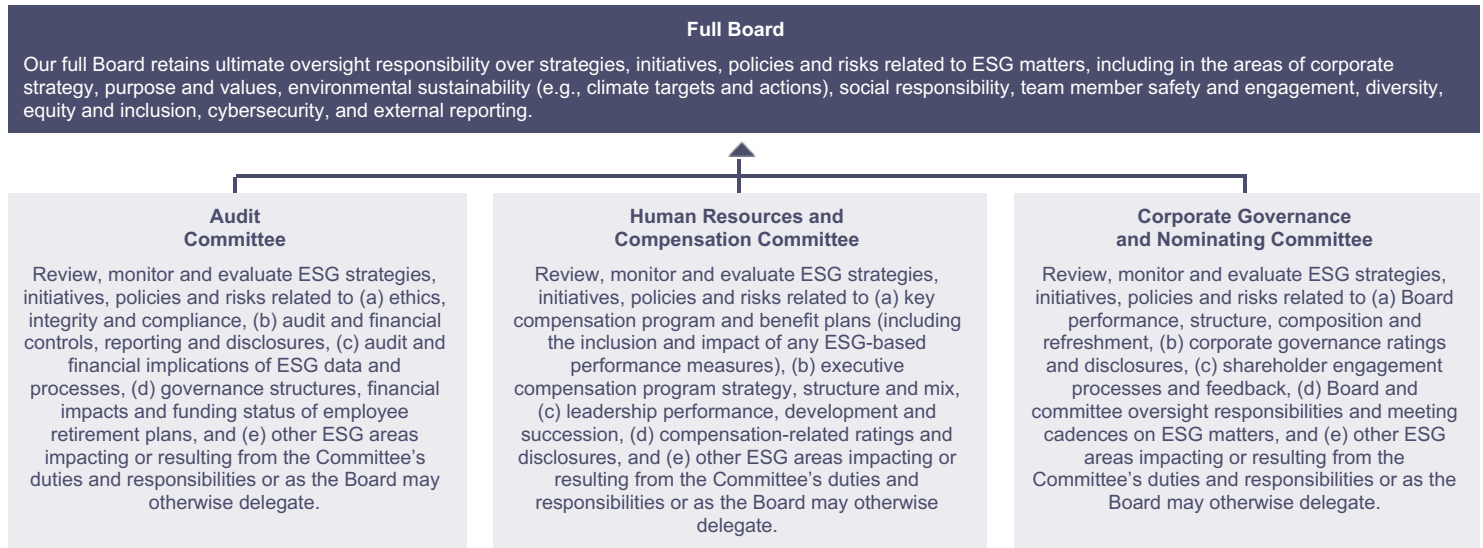 Full Board
Our full Board retains ultimate oversight responsibility over strategies, initiatives, policies and risks related to ESG matters, including in the areas of corporate
strategy, purpose and values, environmental sustainability (e.g., climate targets and actions), social responsibility, team member safety and engagement, diversity,
equity and inclusion, cybersecurity, and external reporting.
Audit
Committee
Review, monitor and evaluate ESG strategies,
initiatives, policies and risks related to (a) ethics,
integrity and compliance, (b) audit and financial
controls, reporting and disclosures, (c) audit and
financial implications of ESG data and
processes, (d) governance structures, financial
impacts and funding status of employee
retirement plans, and (e) other ESG areas
impacting or resulting from the Committee’s
duties and responsibilities or as the Board may
otherwise delegate.
Human Resources and
Compensation Committee
Review, monitor and evaluate ESG strategies,
initiatives, policies and risks related to (a) key
compensation program and benefit plans (including
the inclusion and impact of any ESG-based
performance measures), (b) executive
compensation program strategy, structure and mix,
(c) leadership performance, development and
succession, (d) compensation-related ratings and
disclosures, and (e) other ESG areas impacting or
resulting from the Committee’s duties and
responsibilities or as the Board may otherwise
delegate.
Corporate Governance
and Nominating Committee
Review, monitor and evaluate ESG strategies,
initiatives, policies and risks related to (a) Board
performance, structure, composition and
refreshment, (b) corporate governance ratings
and disclosures, (c) shareholder engagement
processes and feedback, (d) Board and
committee oversight responsibilities and meeting
cadences on ESG matters, and (e) other ESG
areas impacting or resulting from the
Committee’s duties and responsibilities or as the
Board may otherwise delegate.